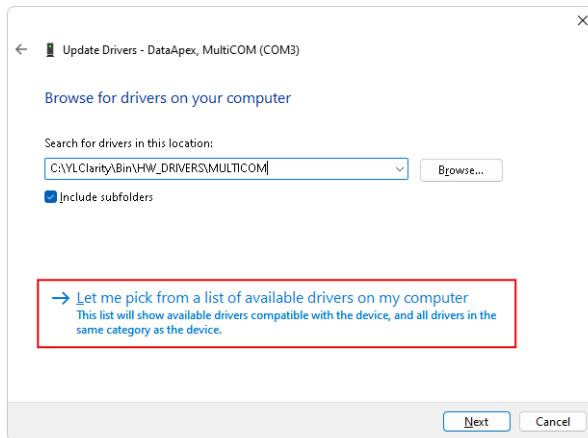 Update Drivers - DataApex, MultiCOM (COM3)
Browse for drivers on your computer
Search for drivers in this location:
C:\YLClarity\Bin\HW_DRIVERS\MULTICOM
Browse...
Include subfolders
Let me pick from a list of available drivers on my computer
This list will show available drivers compatible with the device, and all drivers in the
same category as the device.
Next
Cancel